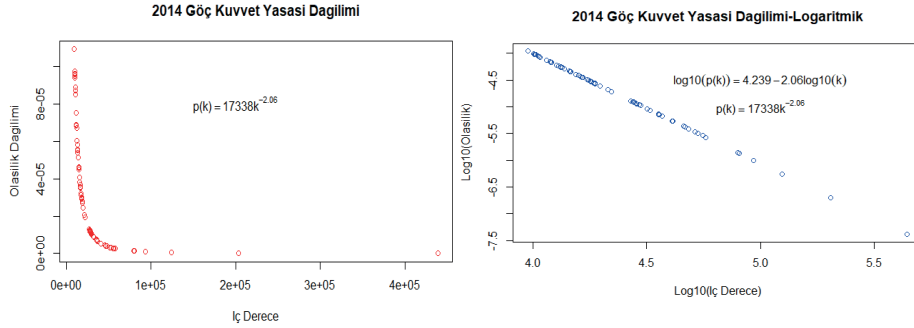 2014 Göç Kuvvet Yasasi Dagilimi
Olasilik Dagilimi
0e+00
4e-05
8e-05
p(k) = 17338k^-2.06
0e+00 1e+05 2e+05 3e+05 4e+05
Iç Derece
2014 Göç Kuvvet Yasasi Dagilimi-Logaritmik
Log10(Olasilik)
-4.5
-5.5
-6.5
-7.5
log10(p(k)) = 4.239 − 2.06log10(k)
p(k) = 17338k^-2.06
4.0 4.5 5.0 5.5
Log10(Iç Derece)